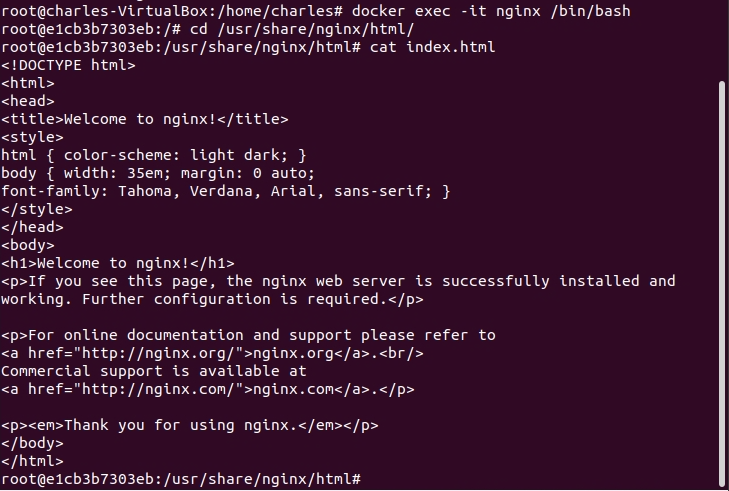 root@charles-VirtualBox:/home/charles# docker exec -it nginx /bin/bash
root@e1cb3b7303eb:/# cd /usr/share/nginx/html/
root@e1cb3b7303eb:/usr/share/nginx/html# cat index.html
<!DOCTYPE html>
<html>
<head>
<title>Welcome to nginx!</title>
<style>
html { color-scheme: light dark; }
body { width: 35em; margin: 0 auto;
font-family: Tahoma, Verdana, Arial, sans-serif; }
</style>
</head>
<body>
<h1>Welcome to nginx!</h1>
<p>If you see this page, the nginx web server is successfully installed and
working. Further configuration is required.</p>

<p>For online documentation and support please refer to
<a href="http://nginx.org/">nginx.org</a>.<br/>
Commercial support is available at
<a href="http://nginx.com/">nginx.com</a>.</p>

<p><em>Thank you for using nginx.</em></p>
</body>
</html>
root@e1cb3b7303eb:/usr/share/nginx/html#